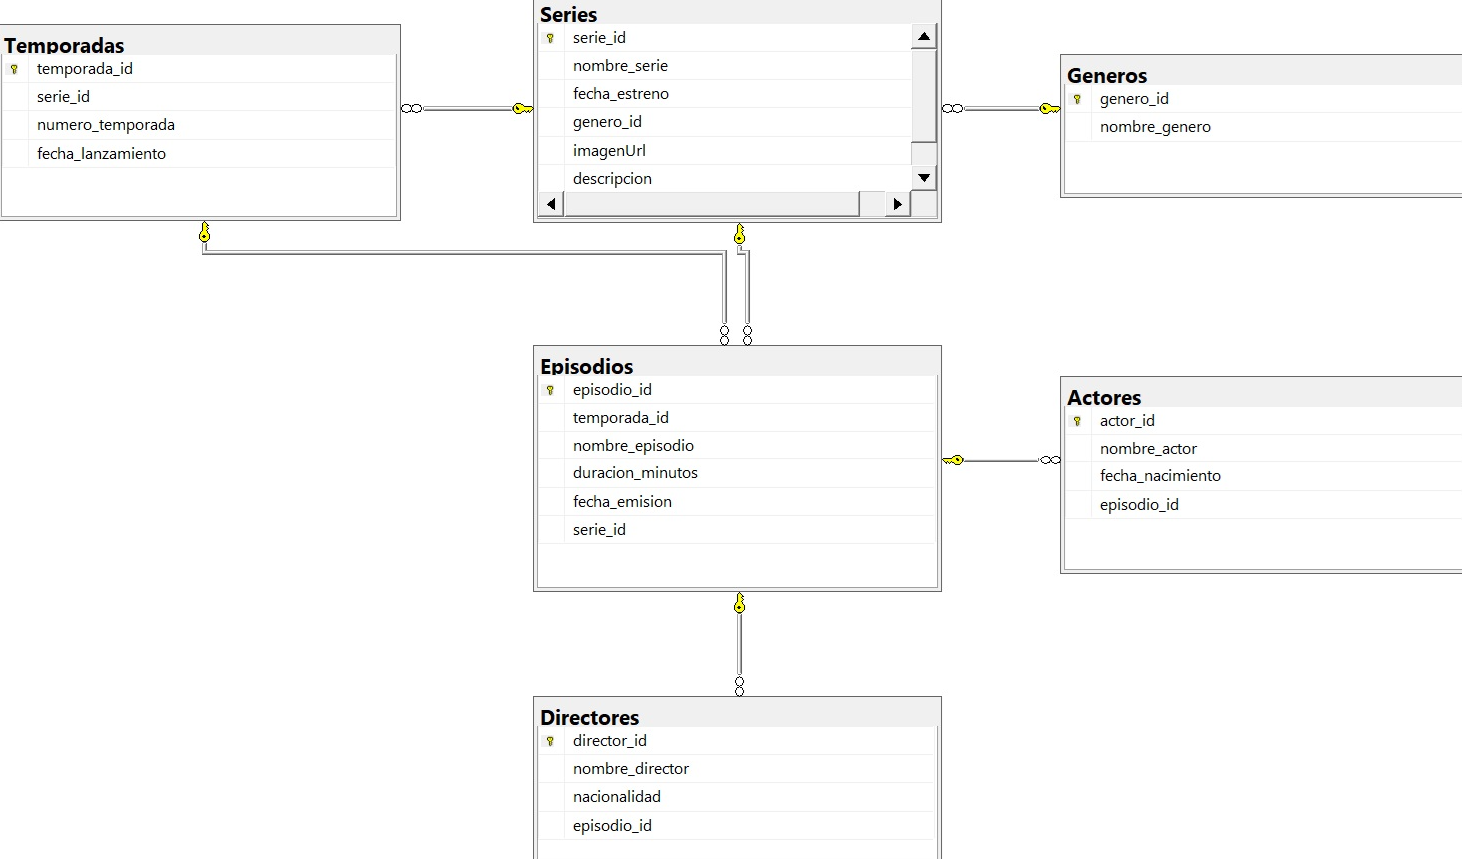 Temporadas
temporada_id
serie_id
numero_temporada
fecha_lanzamiento
Series
serie_id
nombre_serie
fecha_estreno
genero_id
imagenUrl
descripcion
Generos
genero_id
nombre_genero
Episodios
episodio_id
temporada_id
nombre_episodio
duracion_minutos
fecha_emision
serie_id
Actores
actor_id
nombre_actor
fecha_nacimiento
episodio_id
Directores
director_id
nombre_director
nacionalidad
episodio_id